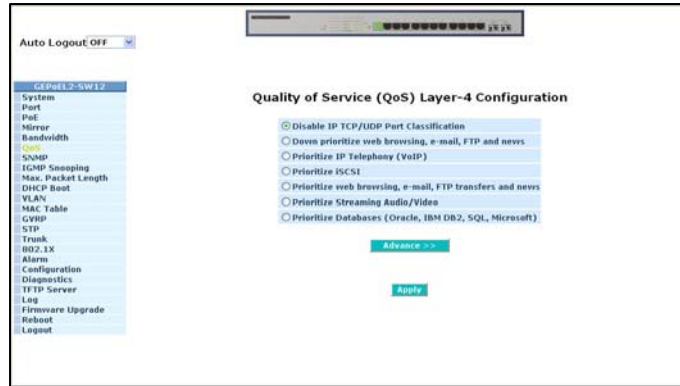 Auto Logout OFF
GEPoEL2-SW12
System
Port
PoE
Mirror
Bandwidth
QoS
SNMP
IGMP Snooping
Max. Packet Length
DHCP Boot
VLAN
MAC Table
GVRP
STP
Trunk
802.1X
Alarm
Configuration
Diagnostics
TFTP Server
Log
Firmware Upgrade
Reboot
Logout
Quality of Service (QoS) Layer-4 Configuration
Disable IP TCP/UDP Port Classification
Down prioritize web browsing, e-mail, FTP and news
Prioritize IP Telephony (VoIP)
Prioritize iSCSI
Prioritize web browsing, e-mail, FTP transfers and news
Prioritize Streaming Audio/Video
Prioritize Databases (Oracle, IBM DB2, SQL, Microsoft)
Advance >>
Apply